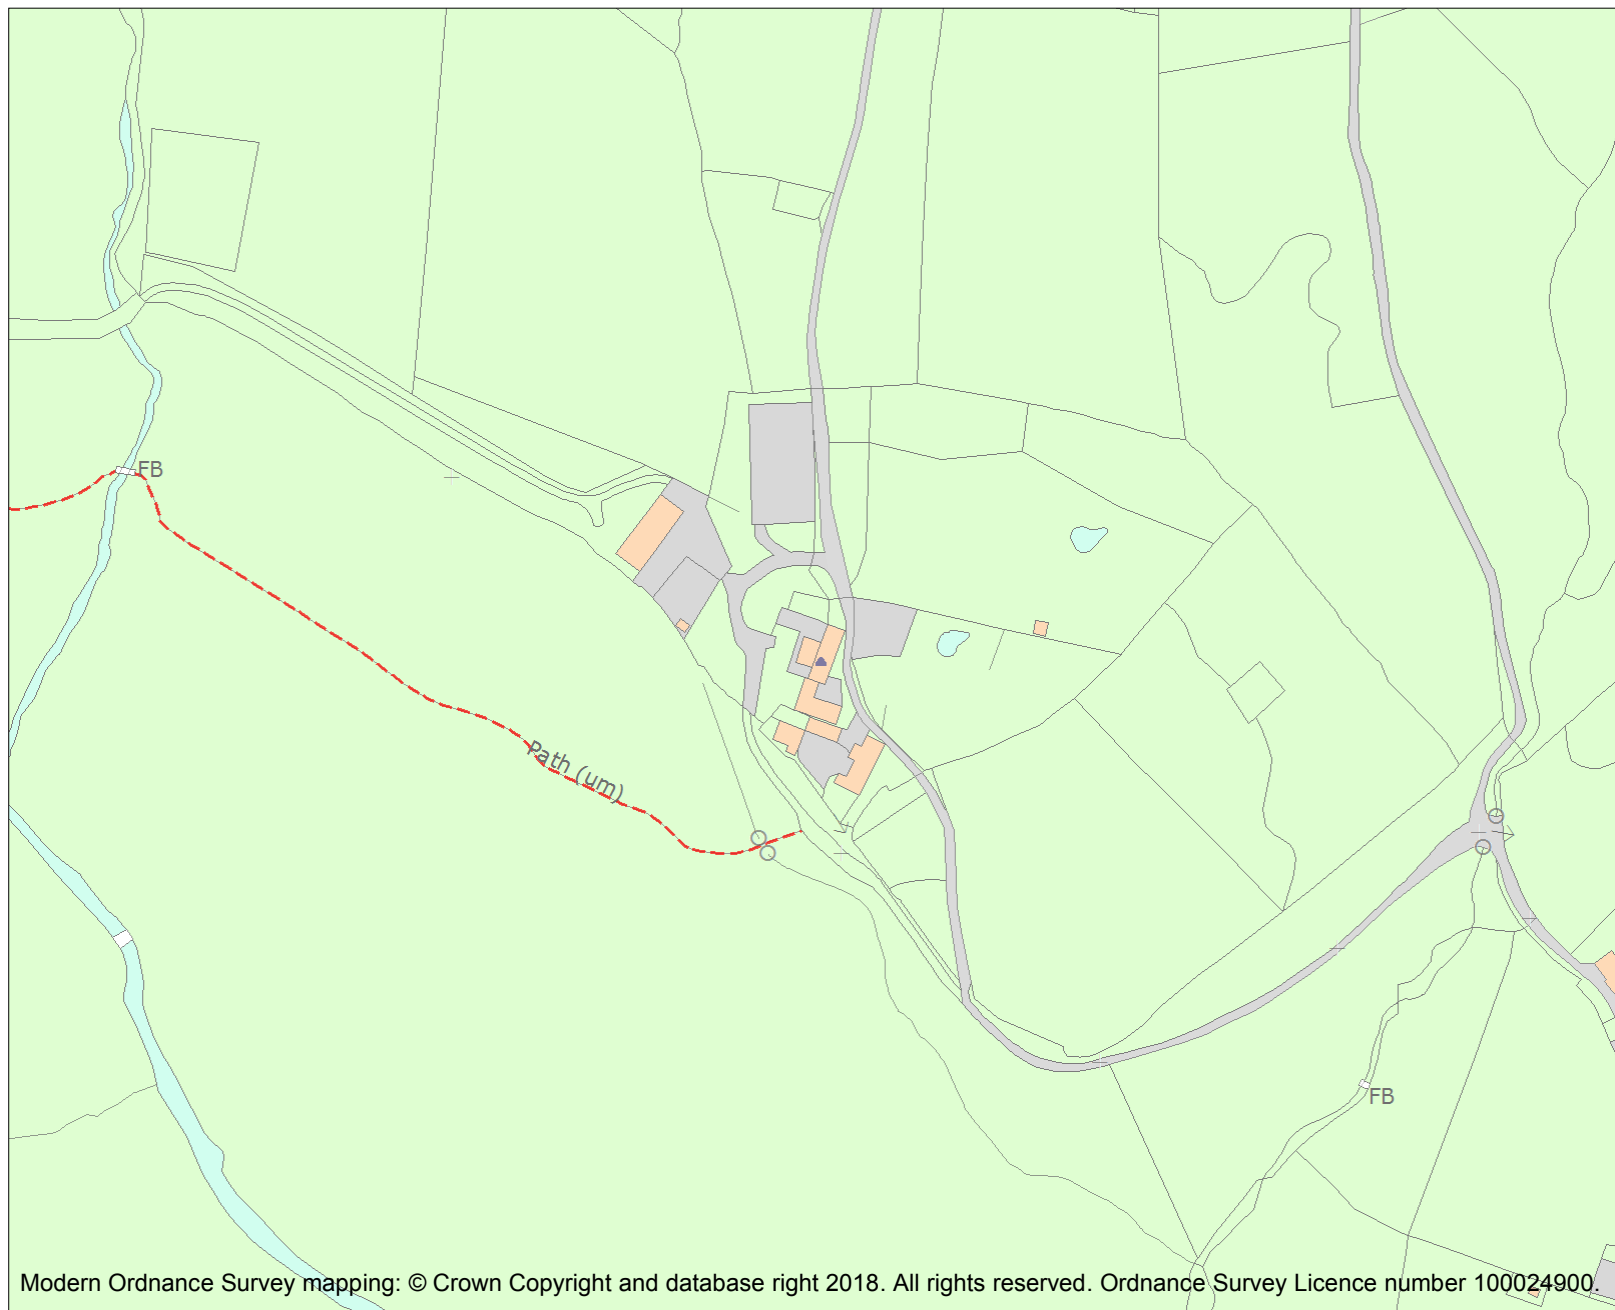 FB
Path (um)
FB
Modern Ordnance Survey mapping: © Crown Copyright and database right 2018. All rights reserved. Ordnance Survey Licence number 100024900.